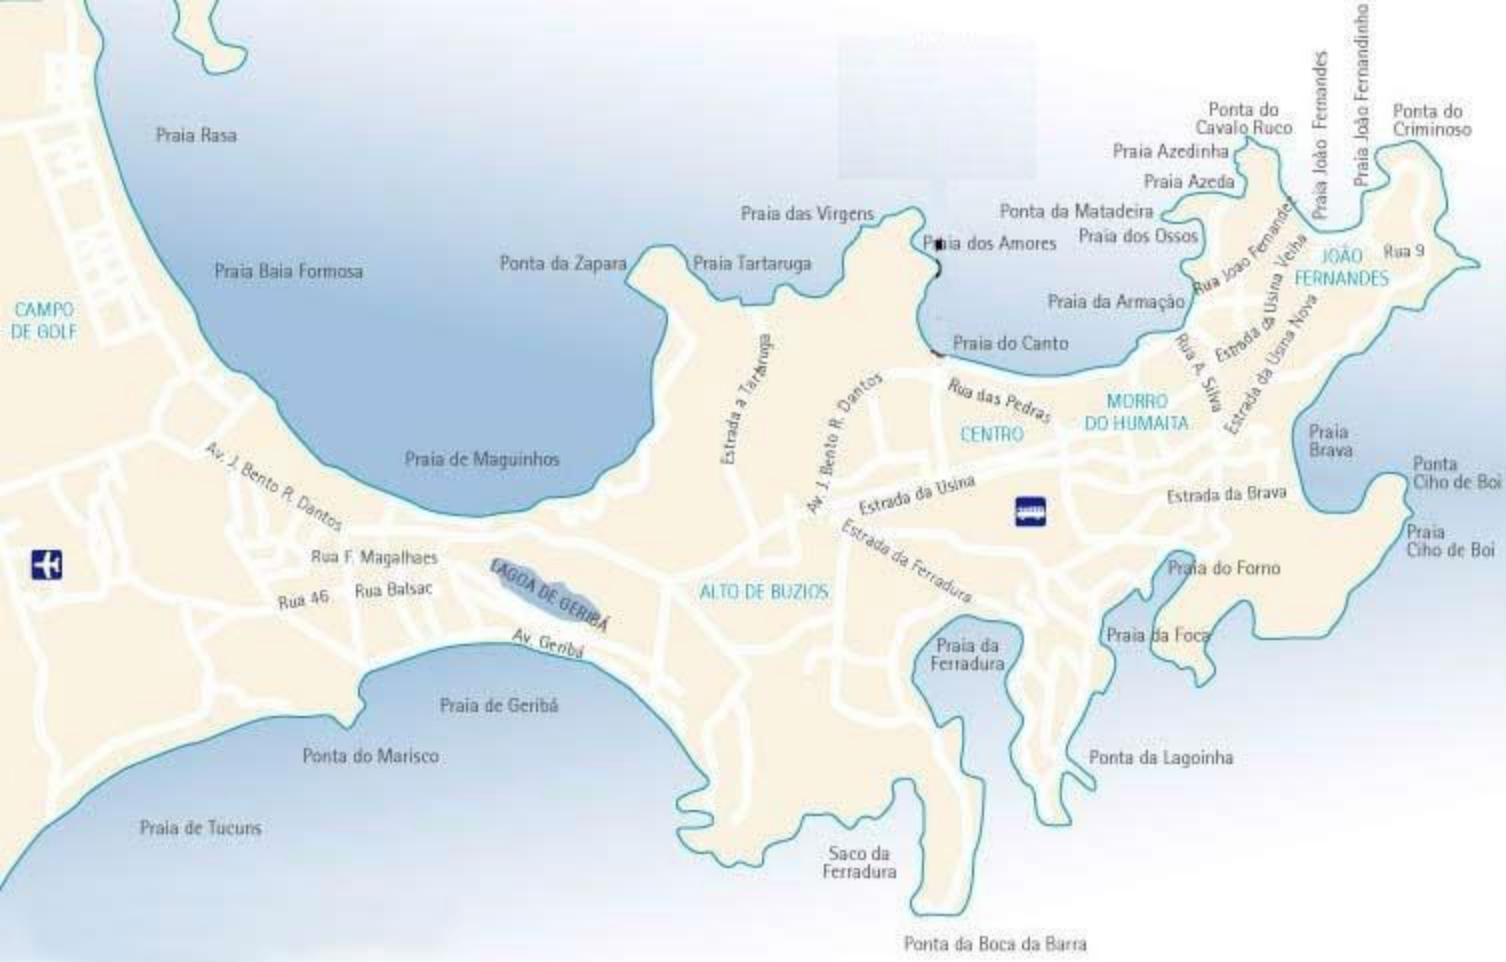 Praia João Fernandes
Praia João Fernandinho
Ponta do
Cavalo Ruco
Ponta do
Criminoso
Praia Rasa
Praia Azedinha
Praia Azeda
Praia das Virgens
Ponta da Matadeira
Praia dos Amores
Praia dos Ossos
Rua Joao Fernandez
Estrada da Usina Velha
JOÃO
FERNANDES
Rua 9
Ponta da Zapara
Praia Tartaruga
Praia Baia Formosa
CAMPO
DE GOLF
Praia da Armação
Estrada da Usina Nova
Praia do Canto
Rua A. Silva
Estrada a Tartaruga
Av. J. Bento R. Dantos
Rua das Pedras
MORRO
DO HUMAITA
CENTRO
Praia
Brava
Praia de Maguinhos
Av. J. Bento R. Dantos
Ponta
Ciho de Boi
Estrada da Usina
Estrada da Brava
Praia
Ciho de Boi
Estrada da Ferradura
Rua F. Magalhaes
Rua 46
Rua Balsac
LAGOA DE GERIBÁ
ALTO DE BUZIOS
Praia do Forno
Av. Geribá
Praia da
Ferradura
Praia da Foca
Praia de Geribá
Ponta do Marisco
Ponta da Lagoinha
Praia de Tucuns
Saco da
Ferradura
Ponta da Boca da Barra